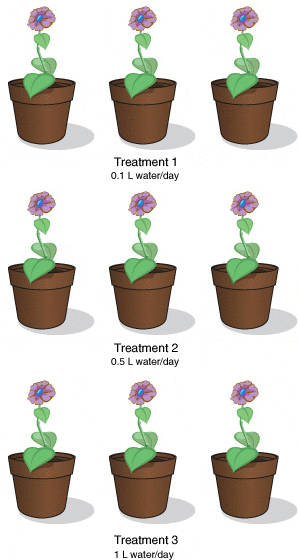 Treatment 1
0.1 L water/day
Treatment 2
0.5 L water/day
Treatment 3
1 L water/day